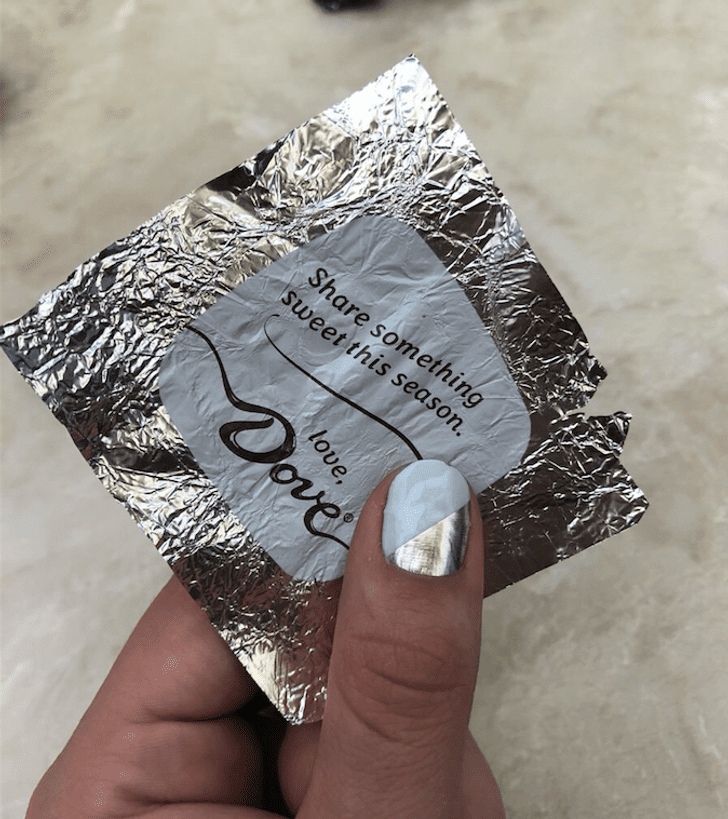 Share something
sweet this season.
love,
Dove®